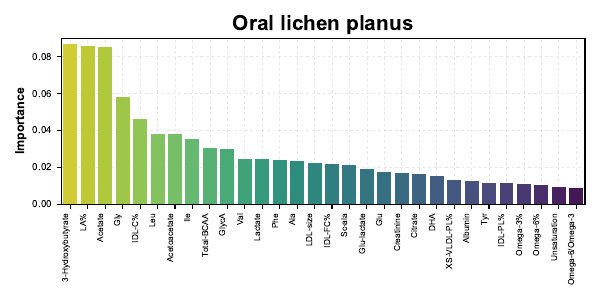 Oral lichen planus
Importance
0.08
0.06
0.04
0.02
0.00
3-Hydroxybutyrate
LA%
Acetate
Gly
IDL-C%
Leu
Acetoacetate
Ile
Total-BCAA
GlycA
Val
Lactate
Phe
Ala
LDL-size
IDL-FC%
Glu-lactate
Glu
Creatinine
Citrate
DHA
XS-VLDL-PL%
Albumin
Tyr
IDL-PL%
Omega-3%
Omega-6%
Unsaturation
Omega-6/Omega-3